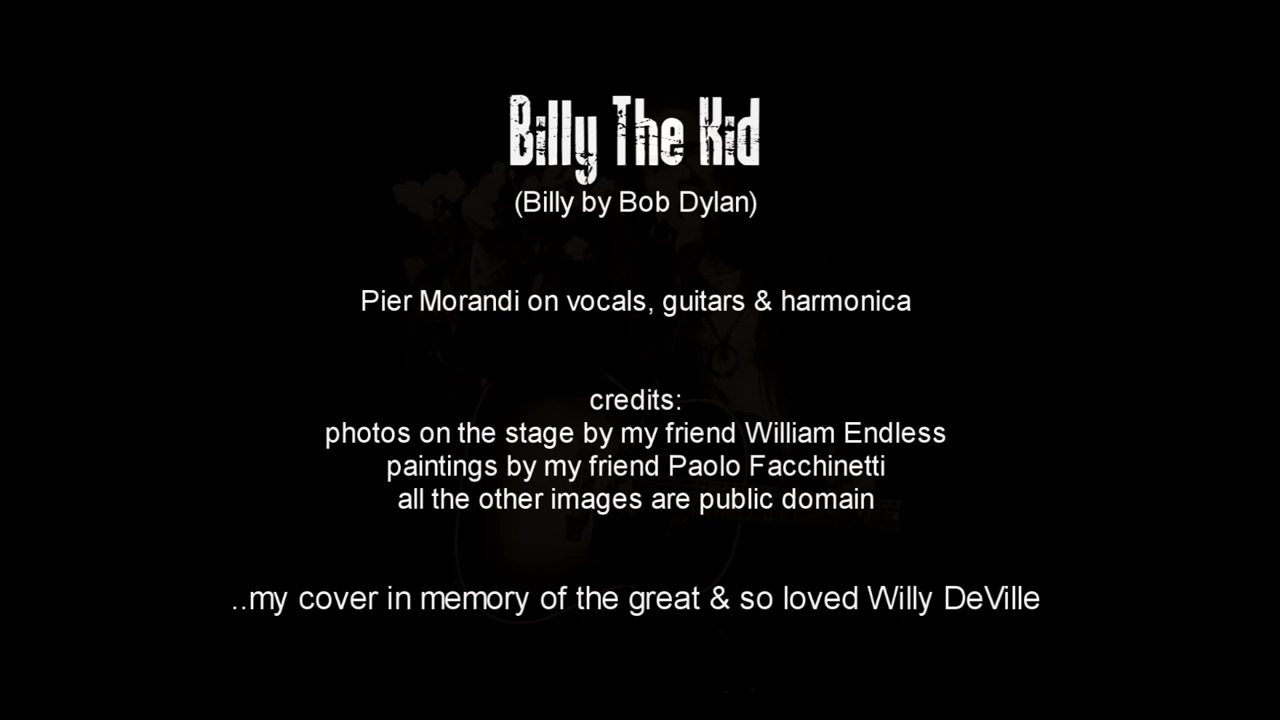 Billy The Kid
(Billy by Bob Dylan)
Pier Morandi on vocals, guitars & harmonica
credits:
photos on the stage by my friend William Endless
paintings by my friend Paolo Facchinetti
all the other images are public domain
..my cover in memory of the great & so loved Willy DeVille